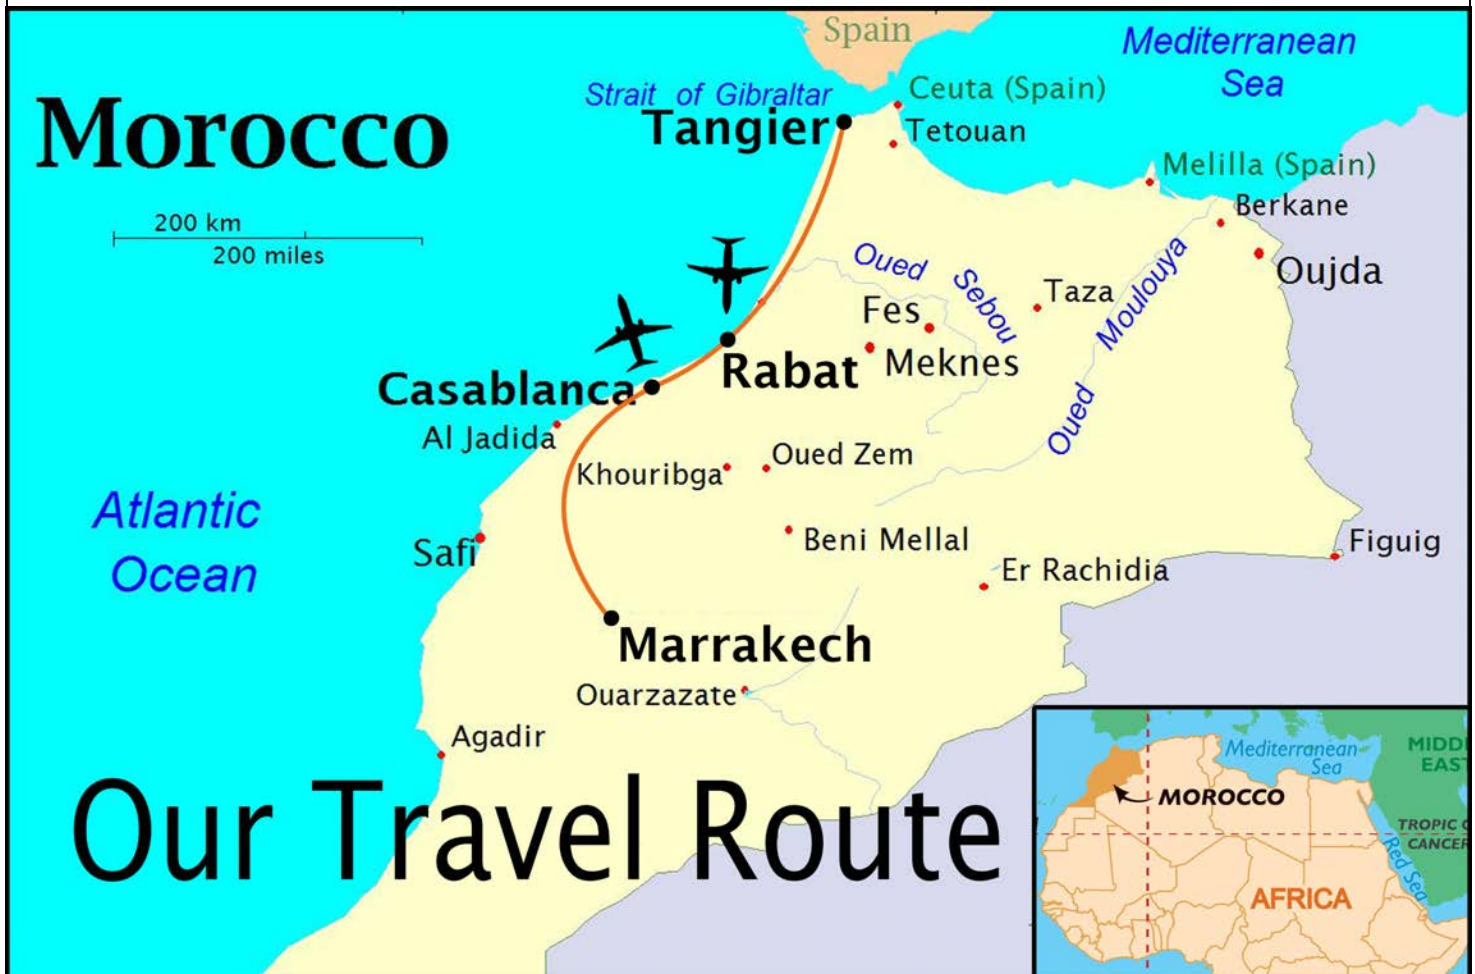 Spain
Mediterranean
Sea
Strait of Gibraltar
Ceuta (Spain)
Morocco
Tangier
Tetouan
Melilla (Spain)
Berkane
200 km
200 miles
Oued Sebou
Oued Moulouya
Oujda
Taza
Fes
Meknes
Rabat
Casablanca
Al Jadida
Khouribga
Oued Zem
Atlantic
Ocean
Safi
Beni Mellal
Figuig
Er Rachidia
Marrakech
Ouarzazate
Agadir
Our Travel Route
Mediterranean
Sea
MIDD
EAST
MOROCCO
TROPIC O
CANCER
Red Sea
AFRICA